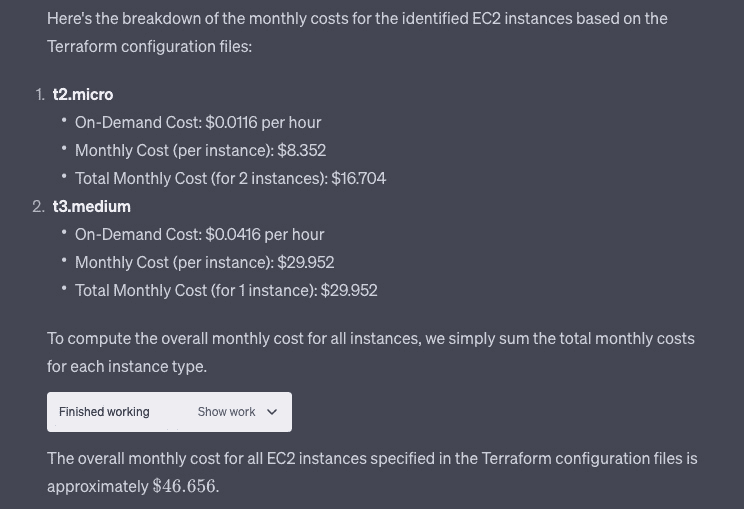 Here's the breakdown of the monthly costs for the identified EC2 instances based on the
Terraform configuration files:
1. t2.micro
• On-Demand Cost: $0.0116 per hour
• Monthly Cost (per instance): $8.352
• Total Monthly Cost (for 2 instances): $16.704
2. t3.medium
• On-Demand Cost: $0.0416 per hour
• Monthly Cost (per instance): $29.952
• Total Monthly Cost (for 1 instance): $29.952
To compute the overall monthly cost for all instances, we simply sum the total monthly costs
for each instance type.
Finished working Show work
The overall monthly cost for all EC2 instances specified in the Terraform configuration files is
approximately $46.656.